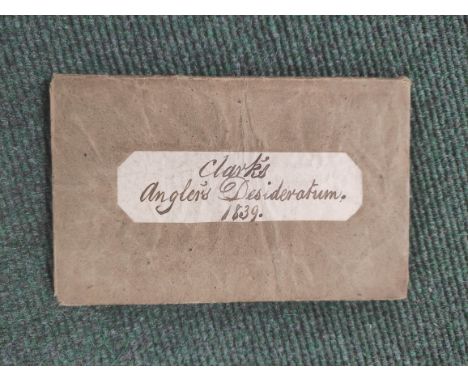 Clark's
Angler's Desideratum.
1839.